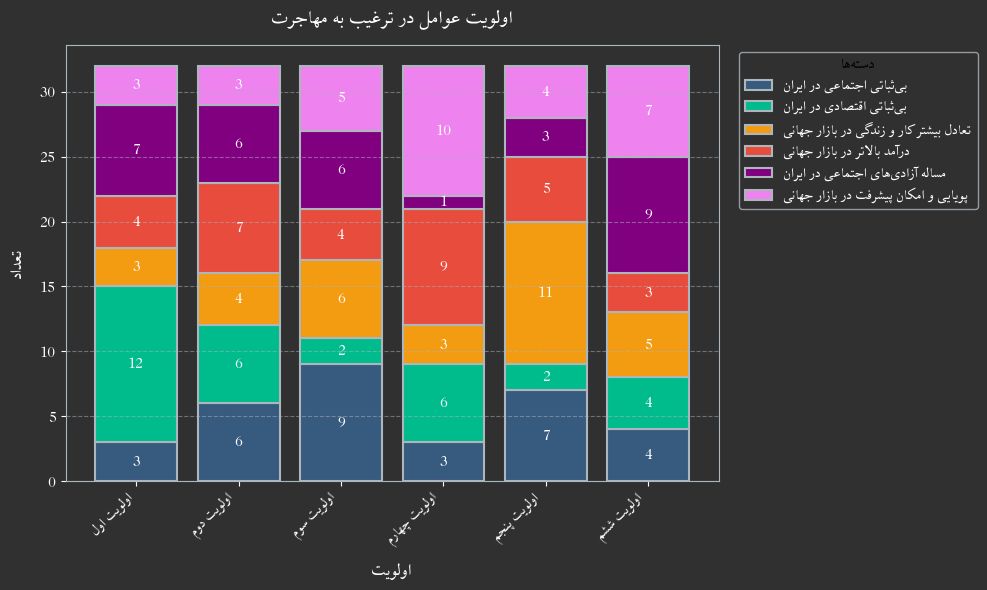 اولویت عوامل در ترغیب به مهاجرت
تعداد
30
25
20
15
10
5
0
3 7 4 3 12 3
3 6 7 4 6 6
5 6 4 6 2 9
10 1 9 3 6 3
4 3 5 11 2 7
7 9 3 5 4 4
اولویت اول
اولویت دوم
اولویت سوم
اولویت چهارم
اولویت پنجم
اولویت ششم
اولویت
دسته‌ها
بی‌ثباتی اجتماعی در ایران
بی‌ثباتی اقتصادی در ایران
تعادل بیشتر کار و زندگی در بازار جهانی
درآمد بالاتر در بازار جهانی
مساله آزادی‌های اجتماعی در ایران
پویایی و امکان پیشرفت در بازار جهانی